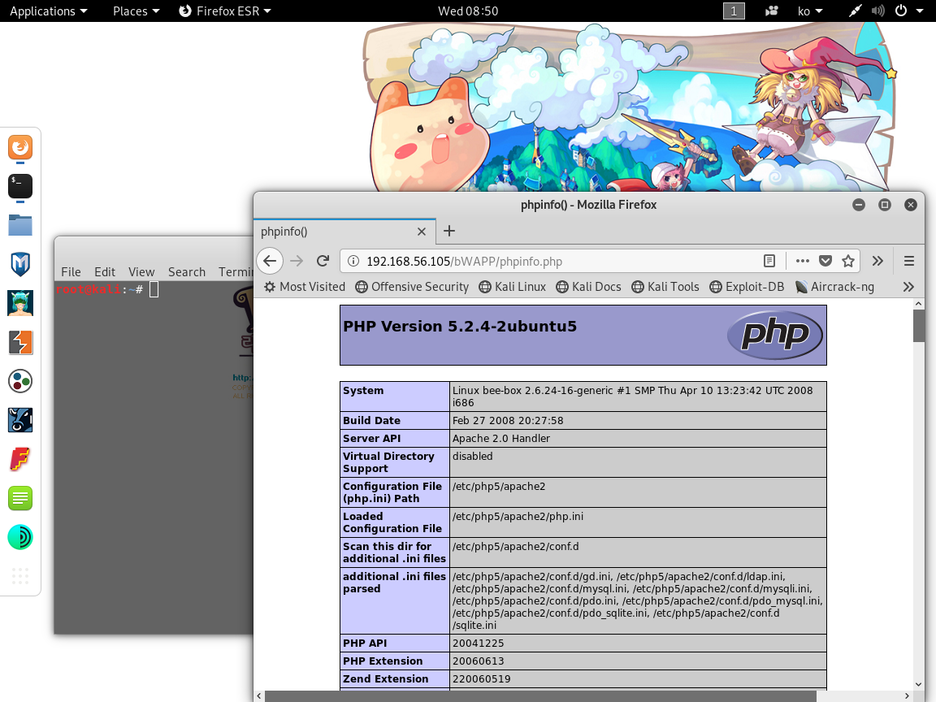 Applications Places Firefox ESR Wed 08:50 1 ko
phpinfo() - Mozilla Firefox
phpinfo()
192.168.56.105/bWAPP/phpinfo.php
Most Visited Offensive Security Kali Linux Kali Docs Kali Tools Exploit-DB Aircrack-ng
File Edit View Search Termi
root@kali:~#
http:
PHP Version 5.2.4-2ubuntu5
php
System Linux bee-box 2.6.24-16-generic #1 SMP Thu Apr 10 13:23:42 UTC 2008
i686
Build Date Feb 27 2008 20:27:58
Server API Apache 2.0 Handler
Virtual Directory disabled
Support
Configuration File /etc/php5/apache2
(php.ini) Path
Loaded /etc/php5/apache2/php.ini
Configuration File
Scan this dir for /etc/php5/apache2/conf.d
additional .ini files
additional .ini files /etc/php5/apache2/conf.d/gd.ini, /etc/php5/apache2/conf.d/ldap.ini,
parsed /etc/php5/apache2/conf.d/mysql.ini, /etc/php5/apache2/conf.d/mysqli.ini,
/etc/php5/apache2/conf.d/pdo.ini, /etc/php5/apache2/conf.d/pdo_mysql.ini,
/etc/php5/apache2/conf.d/pdo_sqlite.ini, /etc/php5/apache2/conf.d
/sqlite.ini
PHP API 20041225
PHP Extension 20060613
Zend Extension 220060519